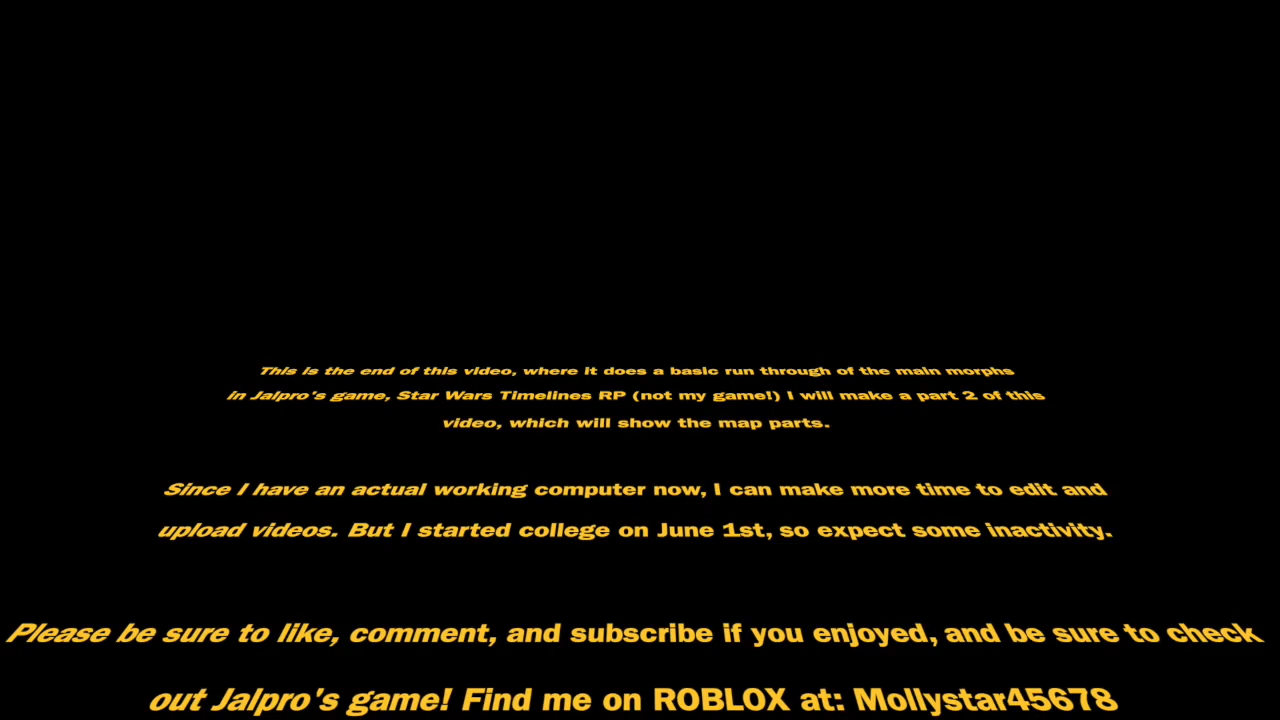 This is the end of this video, where it does a basic run through of the main morphs
in Jalpro's game, Star Wars Timelines RP (not my game!) I will make a part 2 of this
video, which will show the map parts.
Since I have an actual working computer now, I can make more time to edit and
upload videos. But I started college on June 1st, so expect some inactivity.
Please be sure to like, comment, and subscribe if you enjoyed, and be sure to check
out Jalpro's game! Find me on ROBLOX at: Mollystar45678